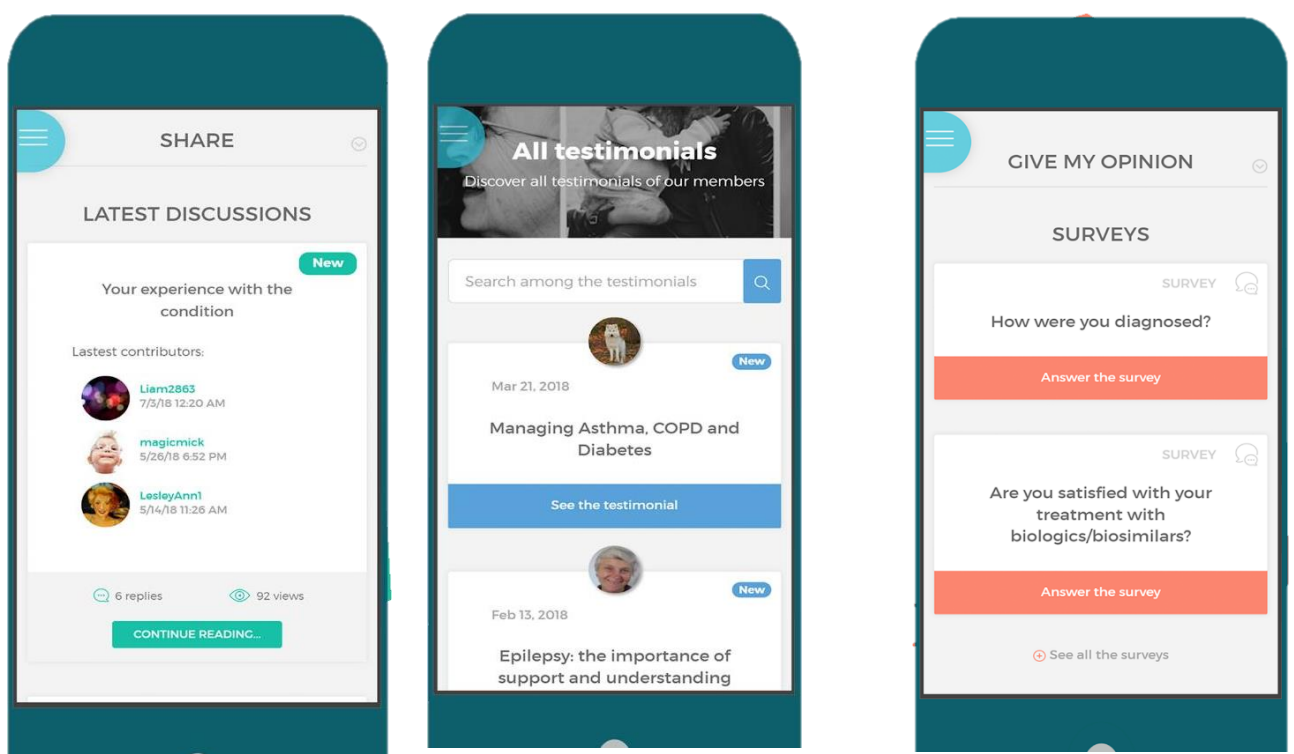 SHARE
LATEST DISCUSSIONS
New
Your experience with the
condition
Lastest contributors:
Liam2863
7/3/18 12:20 AM
magicmick
5/26/18 6:52 PM
LesleyAnn1
5/14/18 11:26 AM
6 replies
92 views
CONTINUE READING...
All testimonials
Discover all testimonials of our members
Search among the testimonials
New
Mar 21, 2018
Managing Asthma, COPD and
Diabetes
See the testimonial
New
Feb 13, 2018
Epilepsy: the importance of
support and understanding
GIVE MY OPINION
SURVEYS
SURVEY
How were you diagnosed?
Answer the survey
SURVEY
Are you satisfied with your
treatment with
biologics/biosimilars?
Answer the survey
See all the surveys